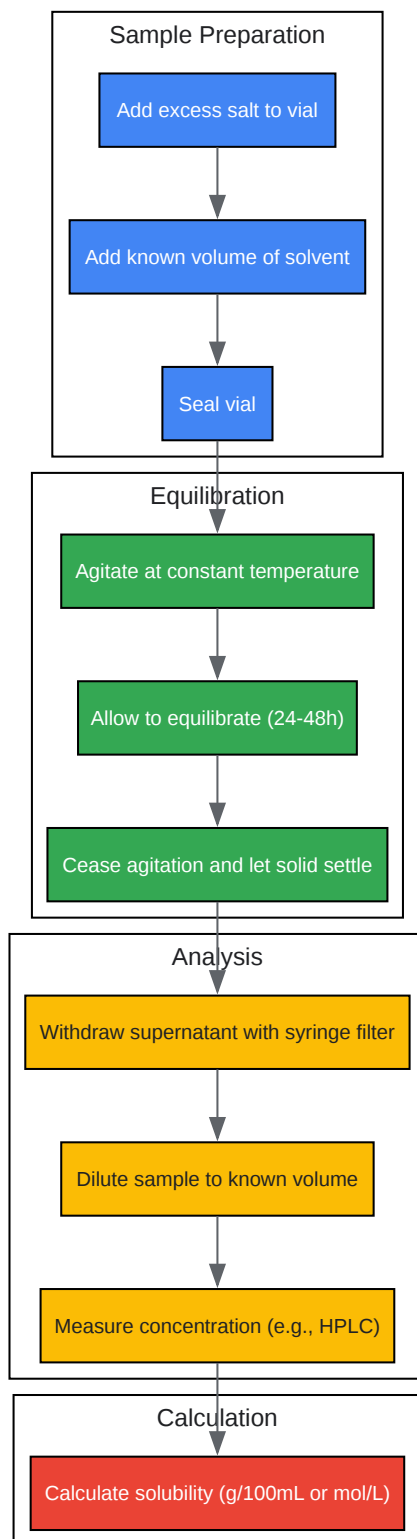 Sample Preparation
Add excess salt to vial
Add known volume of solvent
Seal vial
Equilibration
Agitate at constant temperature
Allow to equilibrate (24-48h)
Cease agitation and let solid settle
Analysis
Withdraw supernatant with syringe filter
Dilute sample to known volume
Measure concentration (e.g., HPLC)
Calculation
Calculate solubility (g/100mL or mol/L)